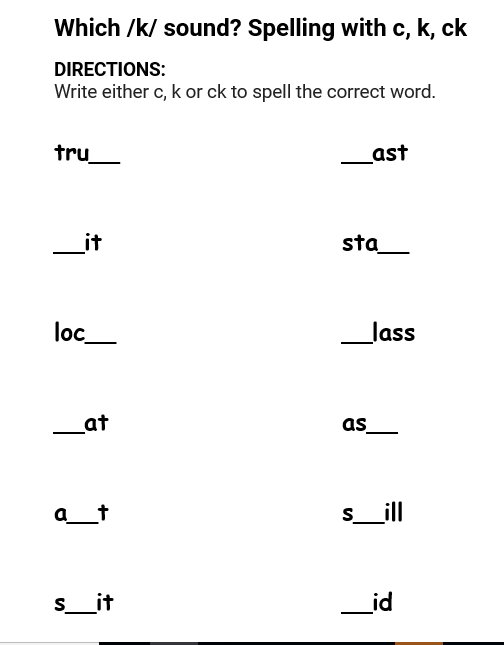 Which /k/ sound? Spelling with c, k, ck
DIRECTIONS:
Write either c, k or ck to spell the correct word.
tru___ ___ast
___it sta___
loc___ ___lass
___at as___
a___t s___ill
s___it ___id